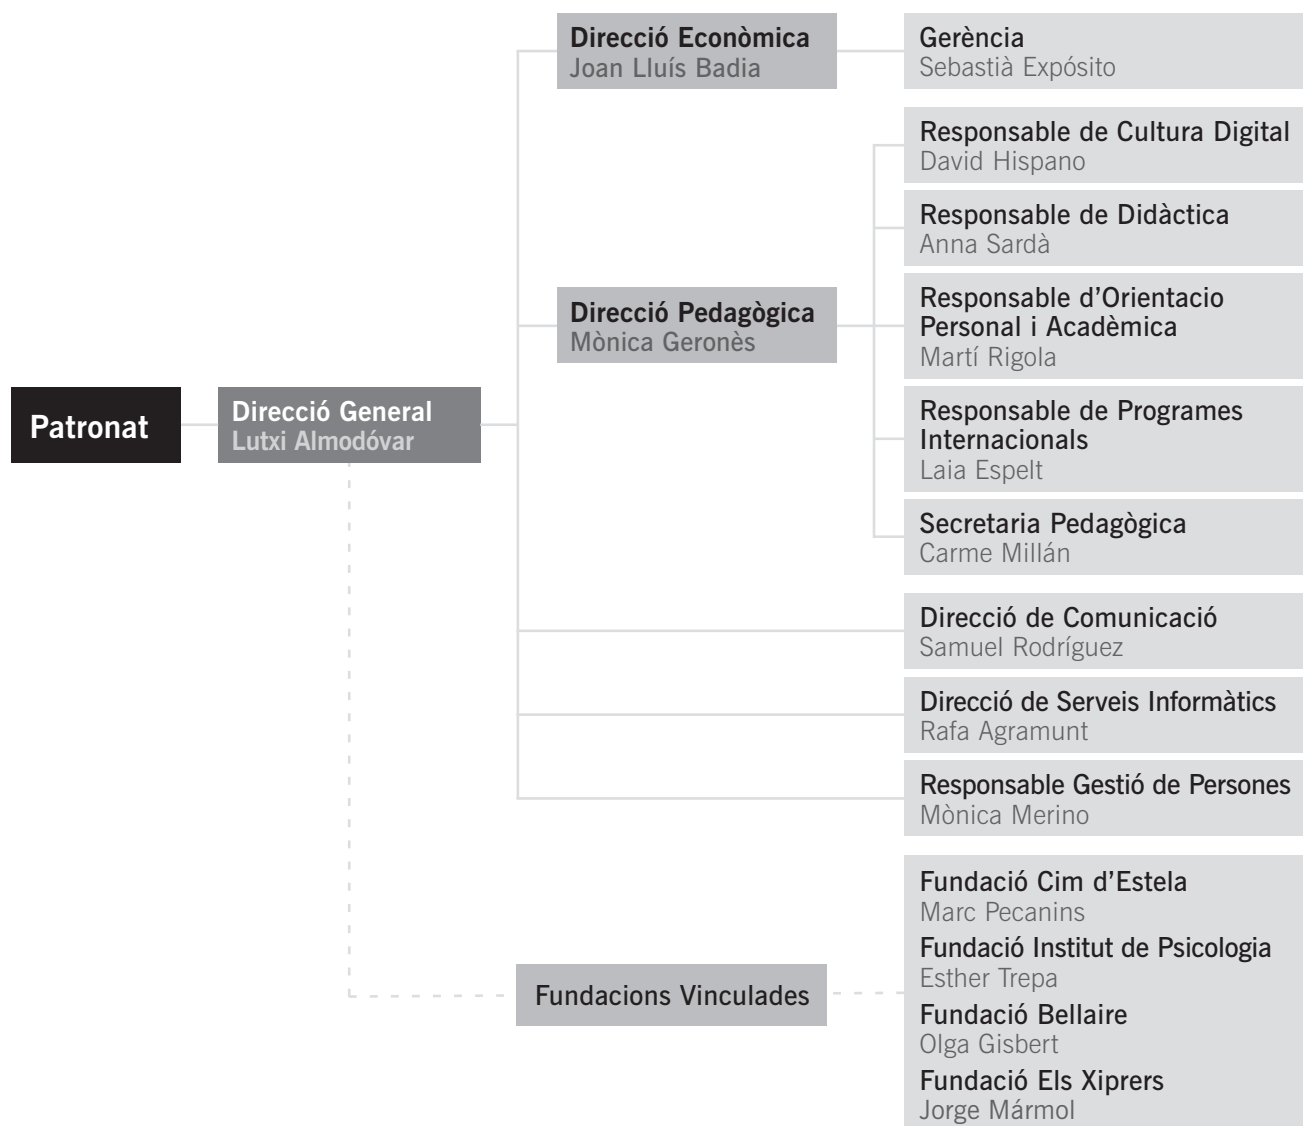 Patronat
Direcció General
Lutxi Almodóvar
Direcció Econòmica
Joan Lluís Badia
Gerència
Sebastià Expósito
Direcció Pedagògica
Mònica Geronès
Responsable de Cultura Digital
David Hispano
Responsable de Didàctica
Anna Sardà
Responsable d’Orientacio
Personal i Acadèmica
Martí Rigola
Responsable de Programes
Internacionals
Laia Espelt
Secretaria Pedagògica
Carme Millán
Direcció de Comunicació
Samuel Rodríguez
Direcció de Serveis Informàtics
Rafa Agramunt
Responsable Gestió de Persones
Mònica Merino
Fundacions Vinculades
Fundació Cim d’Estela
Marc Pecanins
Fundació Institut de Psicologia
Esther Trepa
Fundació Bellaire
Olga Gisbert
Fundació Els Xiprers
Jorge Mármol